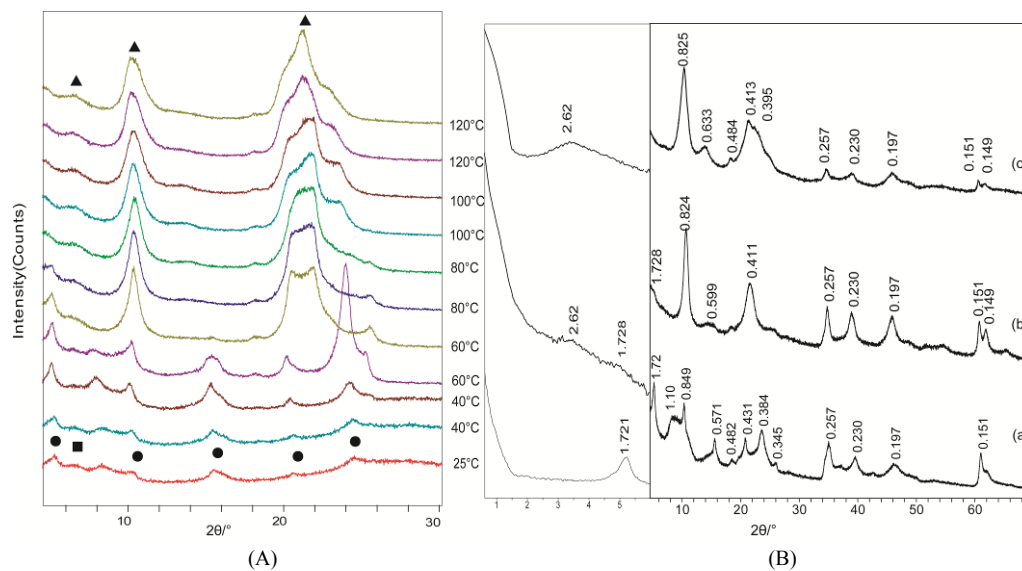 Intensity(Counts)
120°C
120°C
100°C
100°C
80°C
80°C
60°C
60°C
40°C
40°C
25°C
10
20
30
2θ/°
(A)
2.62
2.62
1.728
1.721
1
2
3
4
5
0.825
0.633
0.484
0.413
0.395
0.257
0.230
0.197
0.151
0.149
(c
1.728
0.824
0.599
0.411
0.257
0.230
0.197
0.151
0.149
(b
1.72
1.10
0.849
0.571
0.482
0.431
0.384
0.345
0.257
0.230
0.197
0.151
(a
10
20
30
40
50
60
2θ/°
(B)